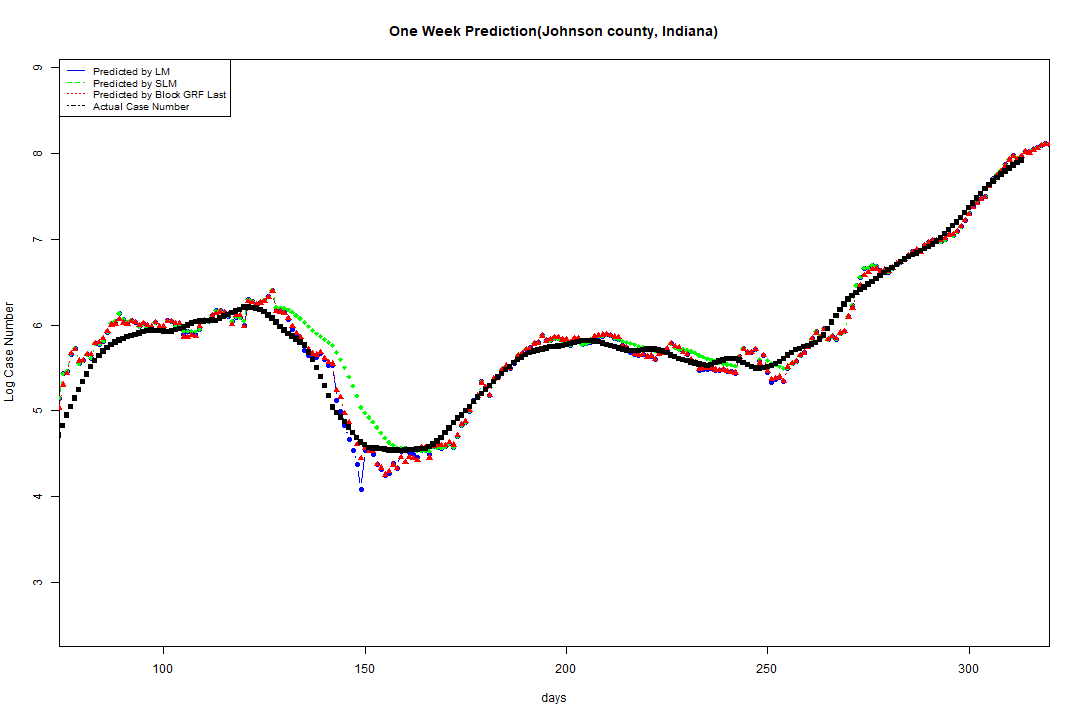 One Week Prediction(Johnson county, Indiana)
Predicted by LM
Predicted by SLM
Predicted by Block GRF Last
Actual Case Number
9
8
7
6
5
4
3
Log Case Number
100 150 200 250 300
days